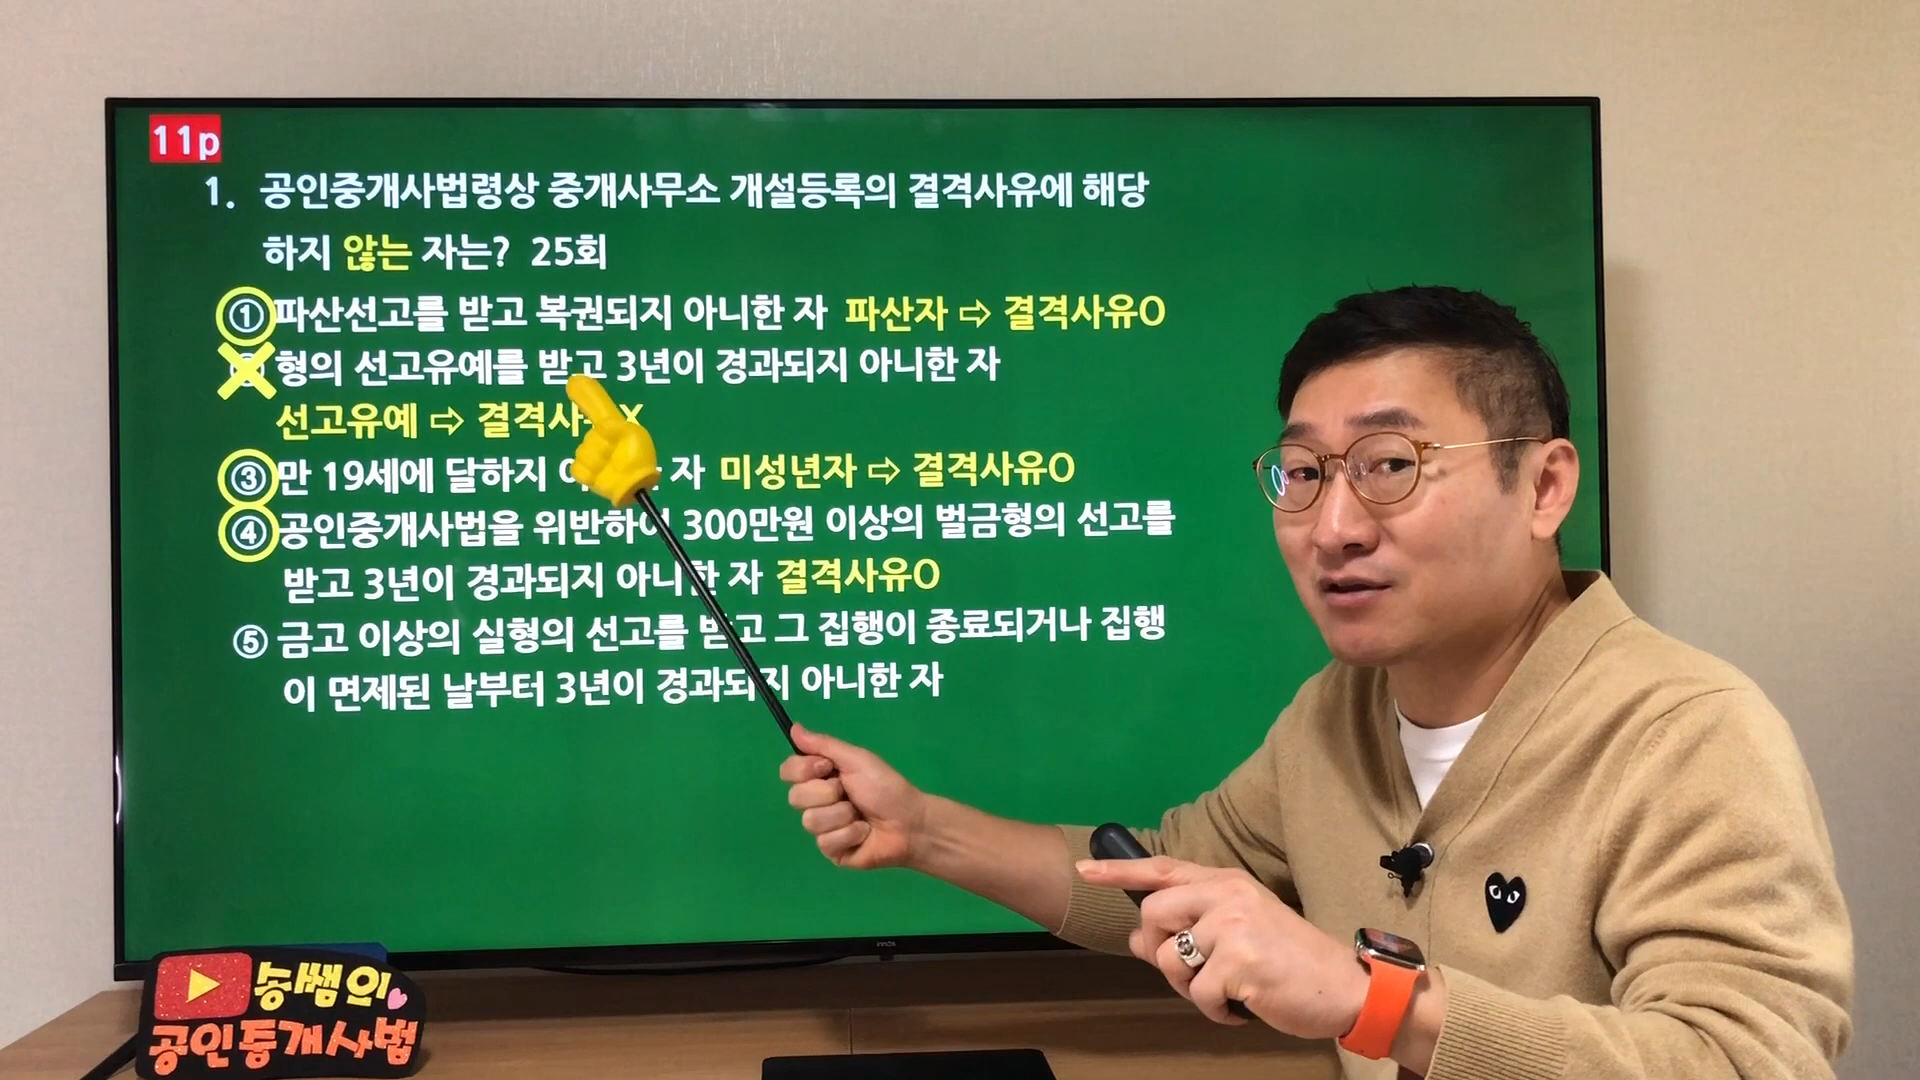 11p
1. 공인중개사법령상 중개사무소 개설등록의 결격사유에 해당
하지 않는 자는? 25회
① 파산선고를 받고 복권되지 아니한 자 파산자 ⇨ 결격사유O
형의 선고유예를 받고 3년이 경과되지 아니한 자
선고유예 ⇨ X
③ 만 19세에 달하지 자 미성년자 ⇨ 결격사유O
④ 공인중개사법을 위반하여 300만원 이상의 벌금형의 선고를
받고 3년이 경과되지 아니한 자 결격사유O
⑤ 금고 이상의 실형의 선고를 받고 그 집행이 종료되거나 집행
이 면제된 날부터 3년이 경과되지 아니한 자
innos
송쌤의
공인중개사법